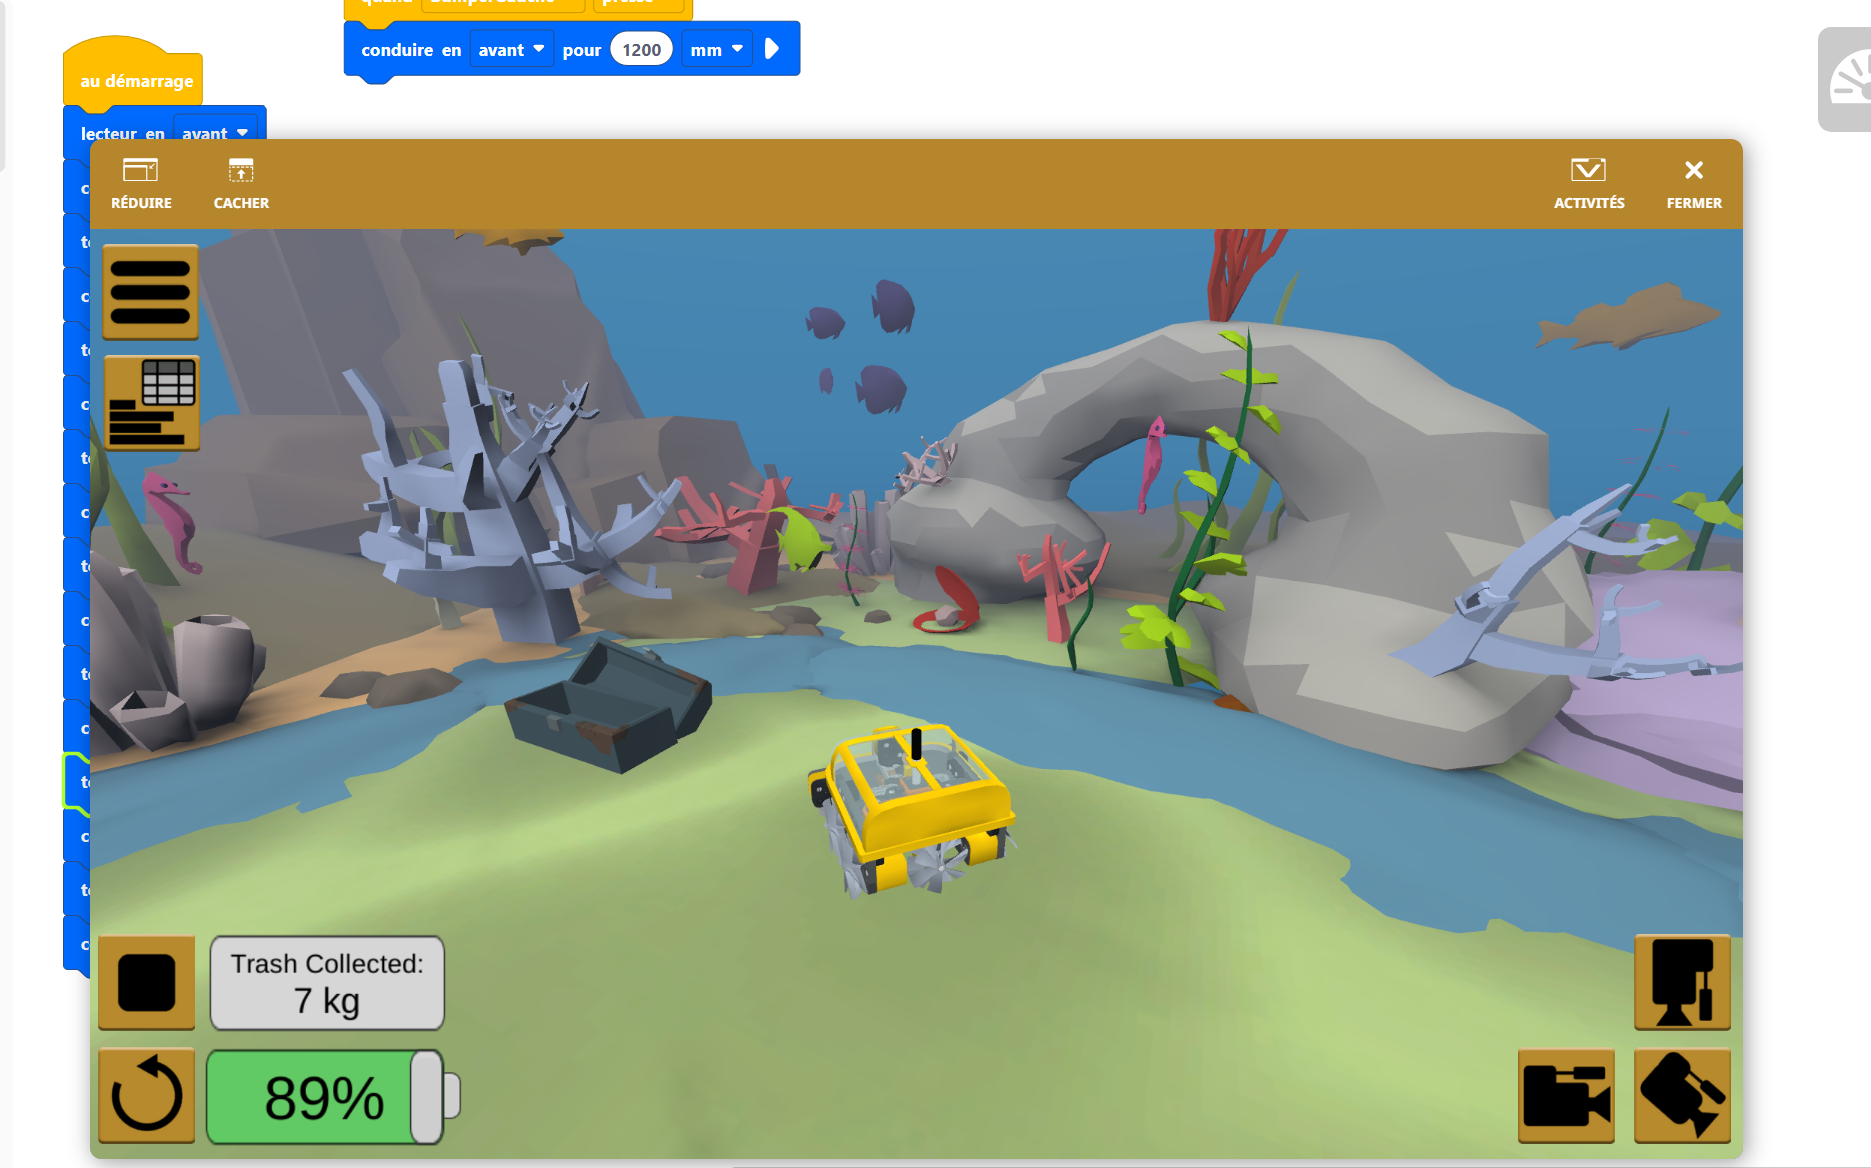 conduire en avant pour 1200 mm
au démarrage
lecteur en avant
RÉDUIRE
CACHER
ACTIVITÉS
FERMER
Trash Collected:
7 kg
89%